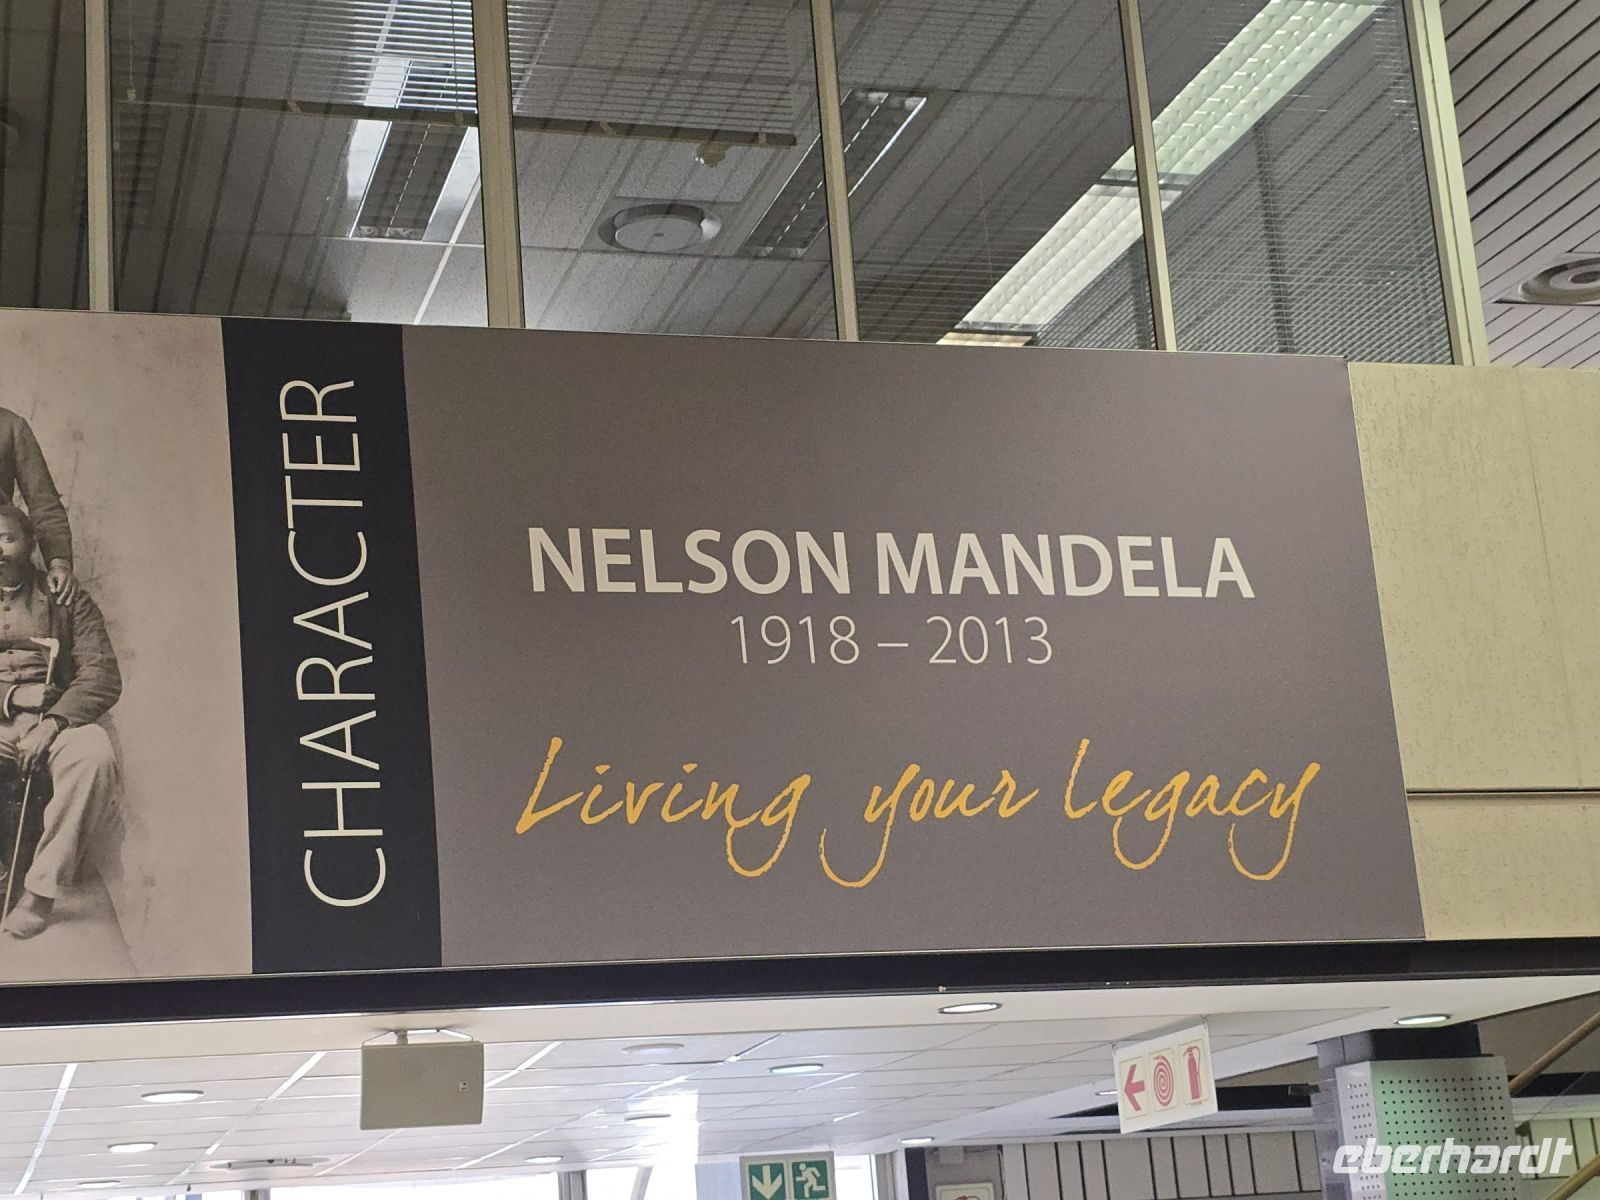 CHARACTER
NELSON MANDELA
1918 – 2013
Living your legacy
eberhardt